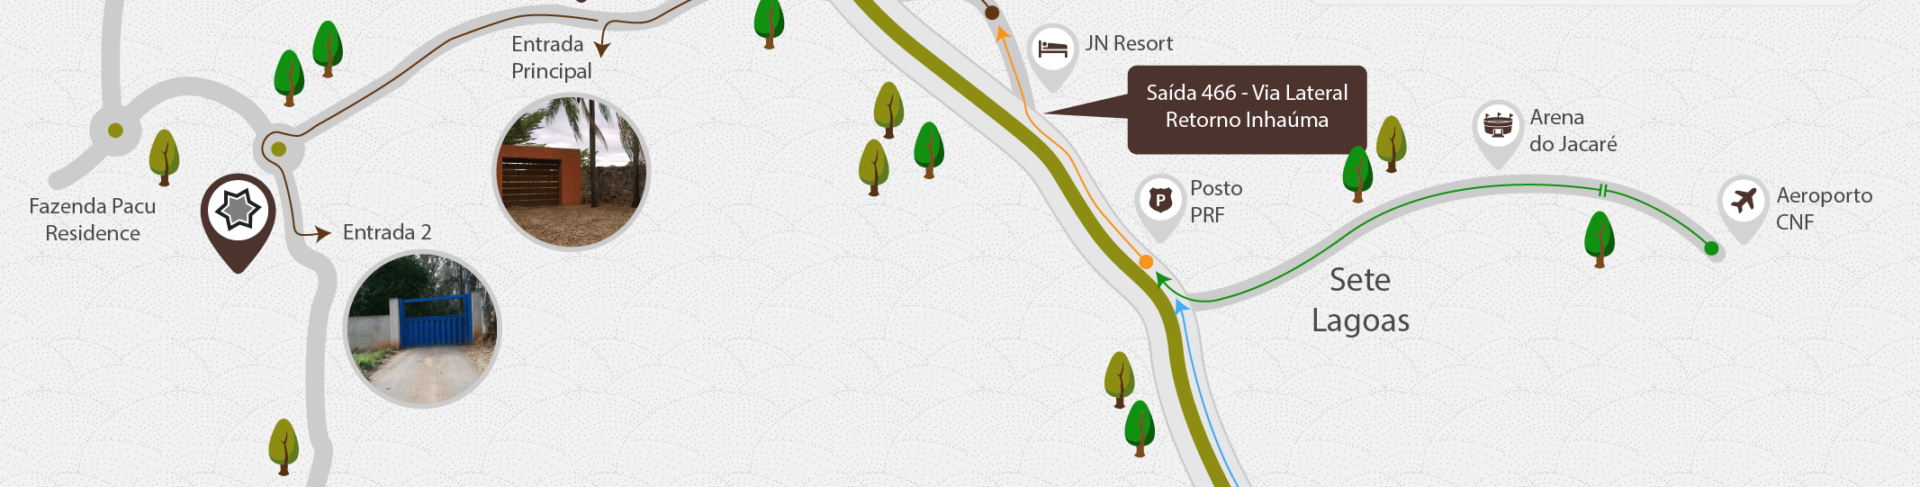 Entrada
Principal
JN Resort
Saída 466 - Via Lateral
Retorno Inhaúma
Arena
do Jacaré
Posto
PRF
P
Aeroporto
CNF
Fazenda Pacu
Residence
Entrada 2
Sete
Lagoas